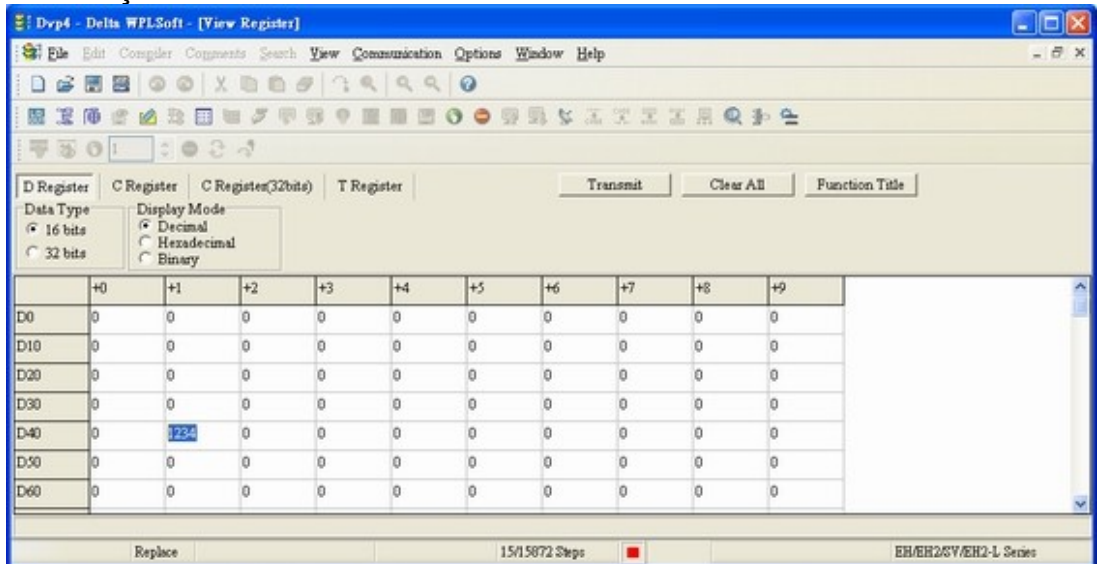 Dvp4 - Delta WPLSoft - [View Register]
File Edit Compiler Comments Search View Communication Options Window Help
1
D Register C Register C Register(32bits) T Register Transmit Clear All Function Title
Data Type Display Mode
16 bits Decimal
32 bits Hexadecimal
Binary
+0 +1 +2 +3 +4 +5 +6 +7 +8 +9
D0 0 0 0 0 0 0 0 0 0 0
D10 0 0 0 0 0 0 0 0 0 0
D20 0 0 0 0 0 0 0 0 0 0
D30 0 0 0 0 0 0 0 0 0 0
D40 0 1234 0 0 0 0 0 0 0 0
D50 0 0 0 0 0 0 0 0 0 0
D60 0 0 0 0 0 0 0 0 0 0
Replace 15/15872 Steps EH/EH2/SV/EH2-L Series